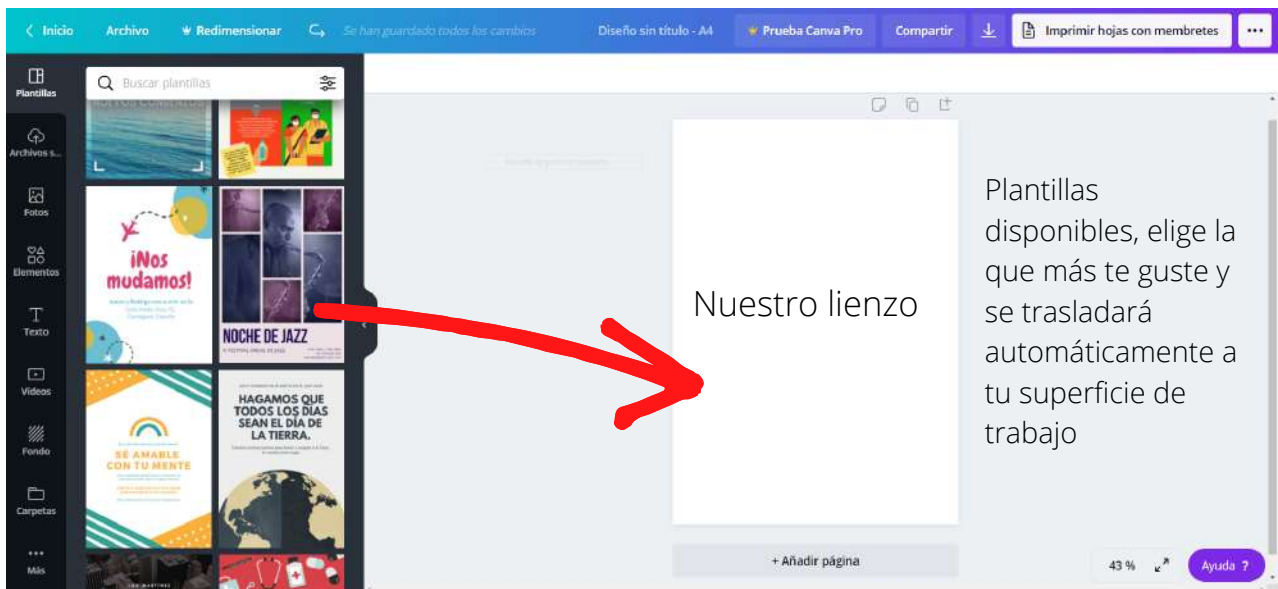 Inicio
Archivo
Redimensionar
Se han guardado todos los cambios
Diseño sin título - A4
Prueba Canva Pro
Compartir
Imprimir hojas con membretes
Plantillas
Archivos s...
Fotos
Elementos
Texto
Vídeos
Fondo
Carpetas
Más
Buscar plantillas
¡Nos
mudamos!
NOCHE DE JAZZ
SÉ AMABLE
CON TU MENTE
HAGAMOS QUE
TODOS LOS DÍAS
SEAN EL DÍA DE
LA TIERRA.
Nuestro lienzo
+ Añadir página
Plantillas
disponibles, elige la
que más te guste y
se trasladará
automáticamente a
tu superficie de
trabajo
43 %
Ayuda ?